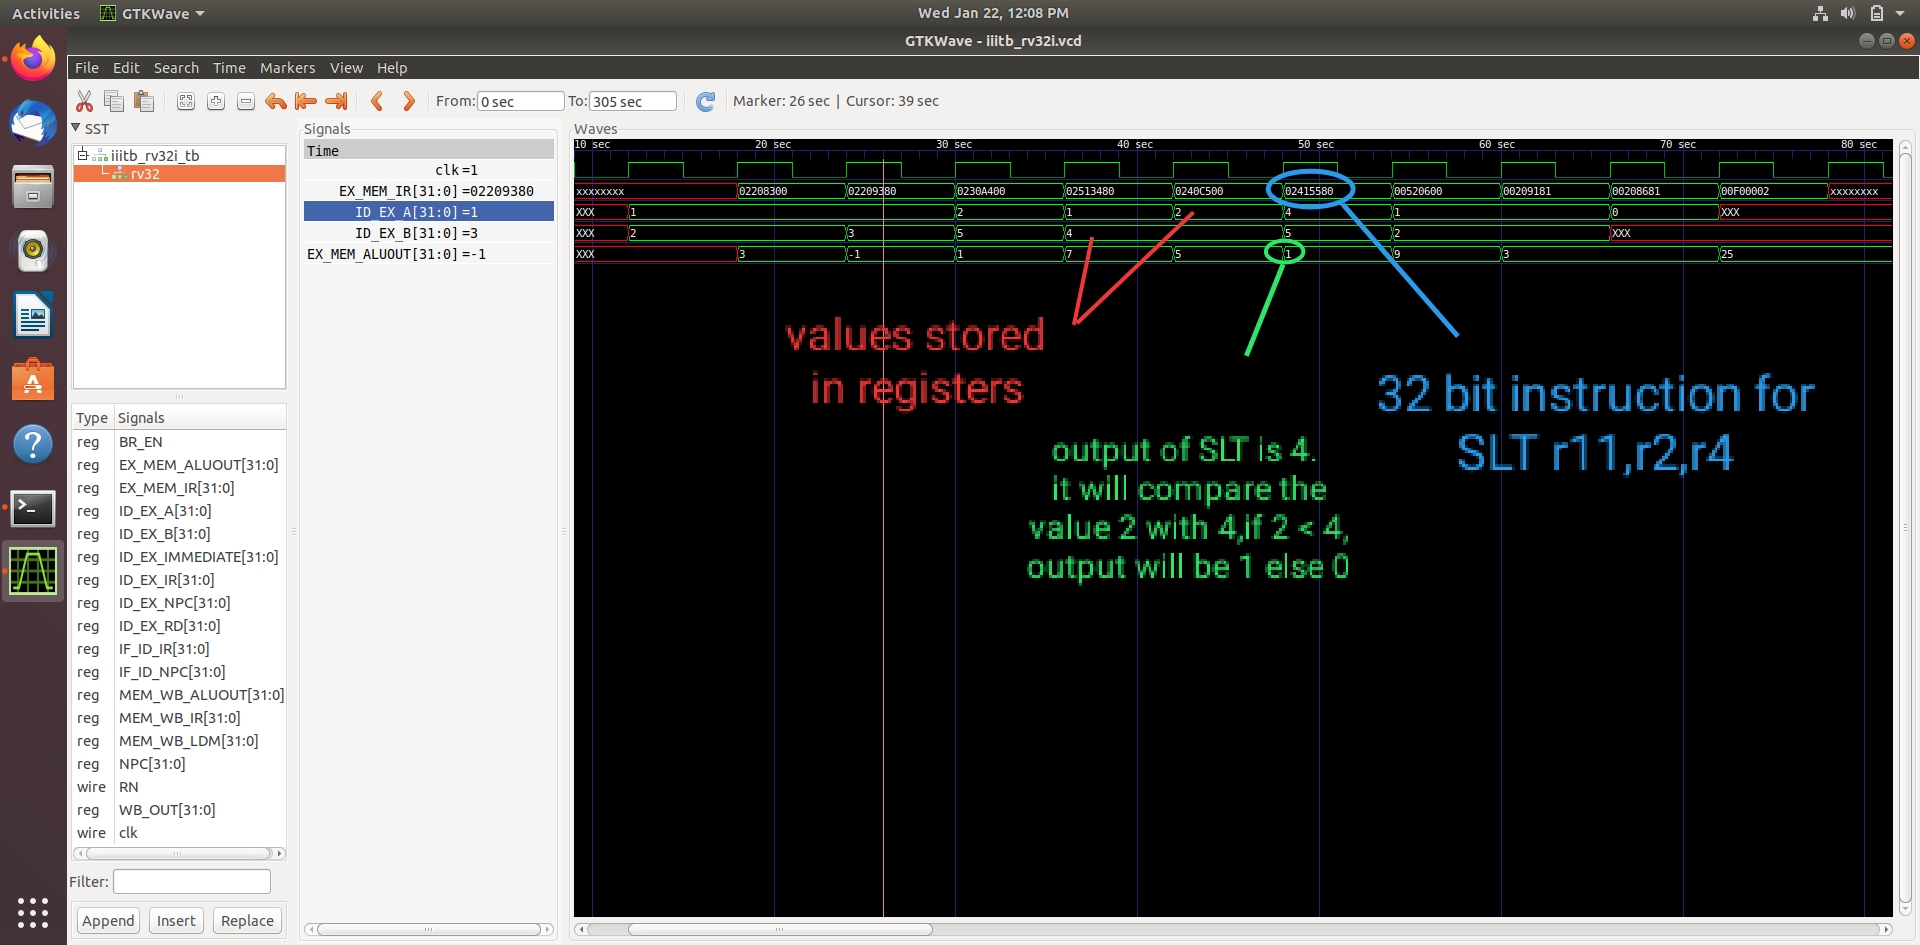 Activities GTKWave Wed Jan 22, 12:08 PM
GTKWave - iiitb_rv32i.vcd
File Edit Search Time Markers View Help
From: 0 sec To: 305 sec Marker: 26 sec | Cursor: 39 sec
SST
iiitb_rv32i_tb
rv32
Type Signals
reg BR_EN
reg EX_MEM_ALUOUT[31:0]
reg EX_MEM_IR[31:0]
reg ID_EX_A[31:0]
reg ID_EX_B[31:0]
reg ID_EX_IMMEDIATE[31:0]
reg ID_EX_IR[31:0]
reg ID_EX_NPC[31:0]
reg ID_EX_RD[31:0]
reg IF_ID_IR[31:0]
reg IF_ID_NPC[31:0]
reg MEM_WB_ALUOUT[31:0]
reg MEM_WB_IR[31:0]
reg MEM_WB_LDM[31:0]
reg NPC[31:0]
wire RN
reg WB_OUT[31:0]
wire clk
Filter:
Append Insert Replace
Signals
Time
clk =1
EX_MEM_IR[31:0] =02209380
ID_EX_A[31:0] =1
ID_EX_B[31:0] =3
EX_MEM_ALUOUT[31:0] =-1
Waves
10 sec 20 sec 30 sec 40 sec 50 sec 60 sec 70 sec 80 sec
xxxxxxxx 02208300 02209380 0230A400 02513480 0240C500 02415580 00520600 00209181 00208681 00F00002 xxxxxxxx
XXX 1 2 1 2 4 1 0 XXX
XXX 2 3 5 4 5 2 XXX
XXX 3 -1 1 7 5 1 9 3 25
values stored
in registers
output of SLT is 4.
it will compare the
value 2 with 4,if 2 < 4,
output will be 1 else 0
32 bit instruction for
SLT r11,r2,r4